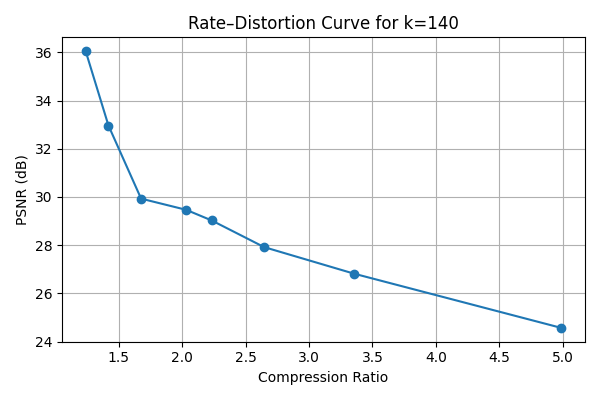 Rate–Distortion Curve for k=140
PSNR (dB)
36
34
32
30
28
26
24
1.5 2.0 2.5 3.0 3.5 4.0 4.5 5.0
Compression Ratio